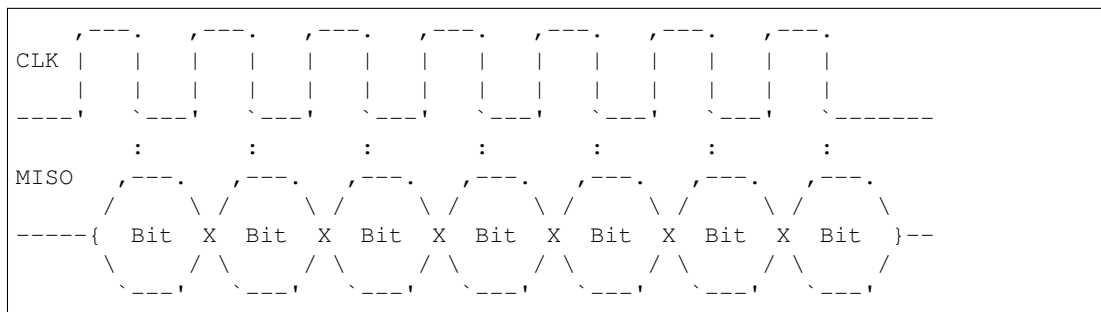 ,---.   ,---.   ,---.   ,---.   ,---.   ,---.   ,---.
CLK |   |   |   |   |   |   |   |   |   |   |   |   |   |
    |   |   |   |   |   |   |   |   |   |   |   |   |   |
----'   `---'   `---'   `---'   `---'   `---'   `---'   `-------
        :       :       :       :       :       :       :
MISO   ,---.   ,---.   ,---.   ,---.   ,---.   ,---.   ,---.
      /     \ /     \ /     \ /     \ /     \ /     \ /     \
-----{  Bit  X  Bit  X  Bit  X  Bit  X  Bit  X  Bit  X  Bit  }--
      \     / \     / \     / \     / \     / \     / \     /
       `---'   `---'   `---'   `---'   `---'   `---'   `---'